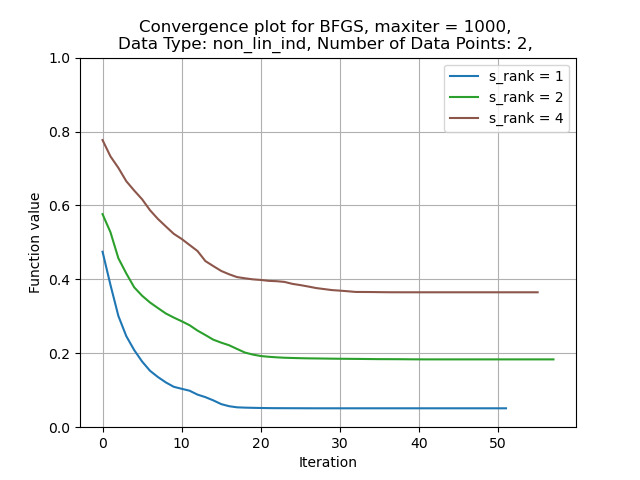 Convergence plot for BFGS, maxiter = 1000,
Data Type: non_lin_ind, Number of Data Points: 2,
s_rank = 1
s_rank = 2
s_rank = 4
Function value
1.0
0.8
0.6
0.4
0.2
0.0
0 10 20 30 40 50
Iteration